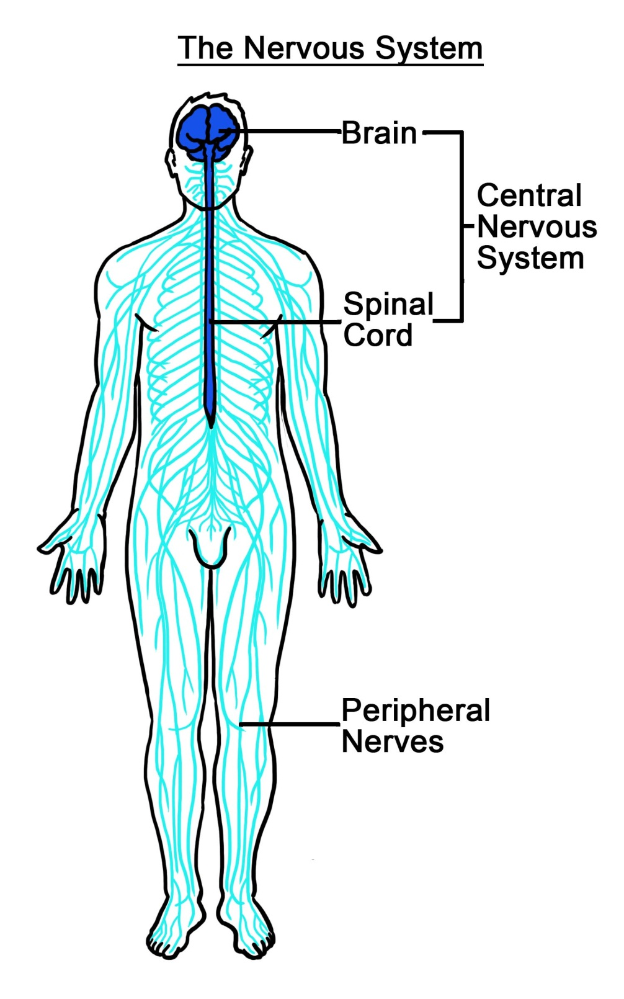 The Nervous System
Brain
Central
Nervous
System
Spinal
Cord
Peripheral
Nerves